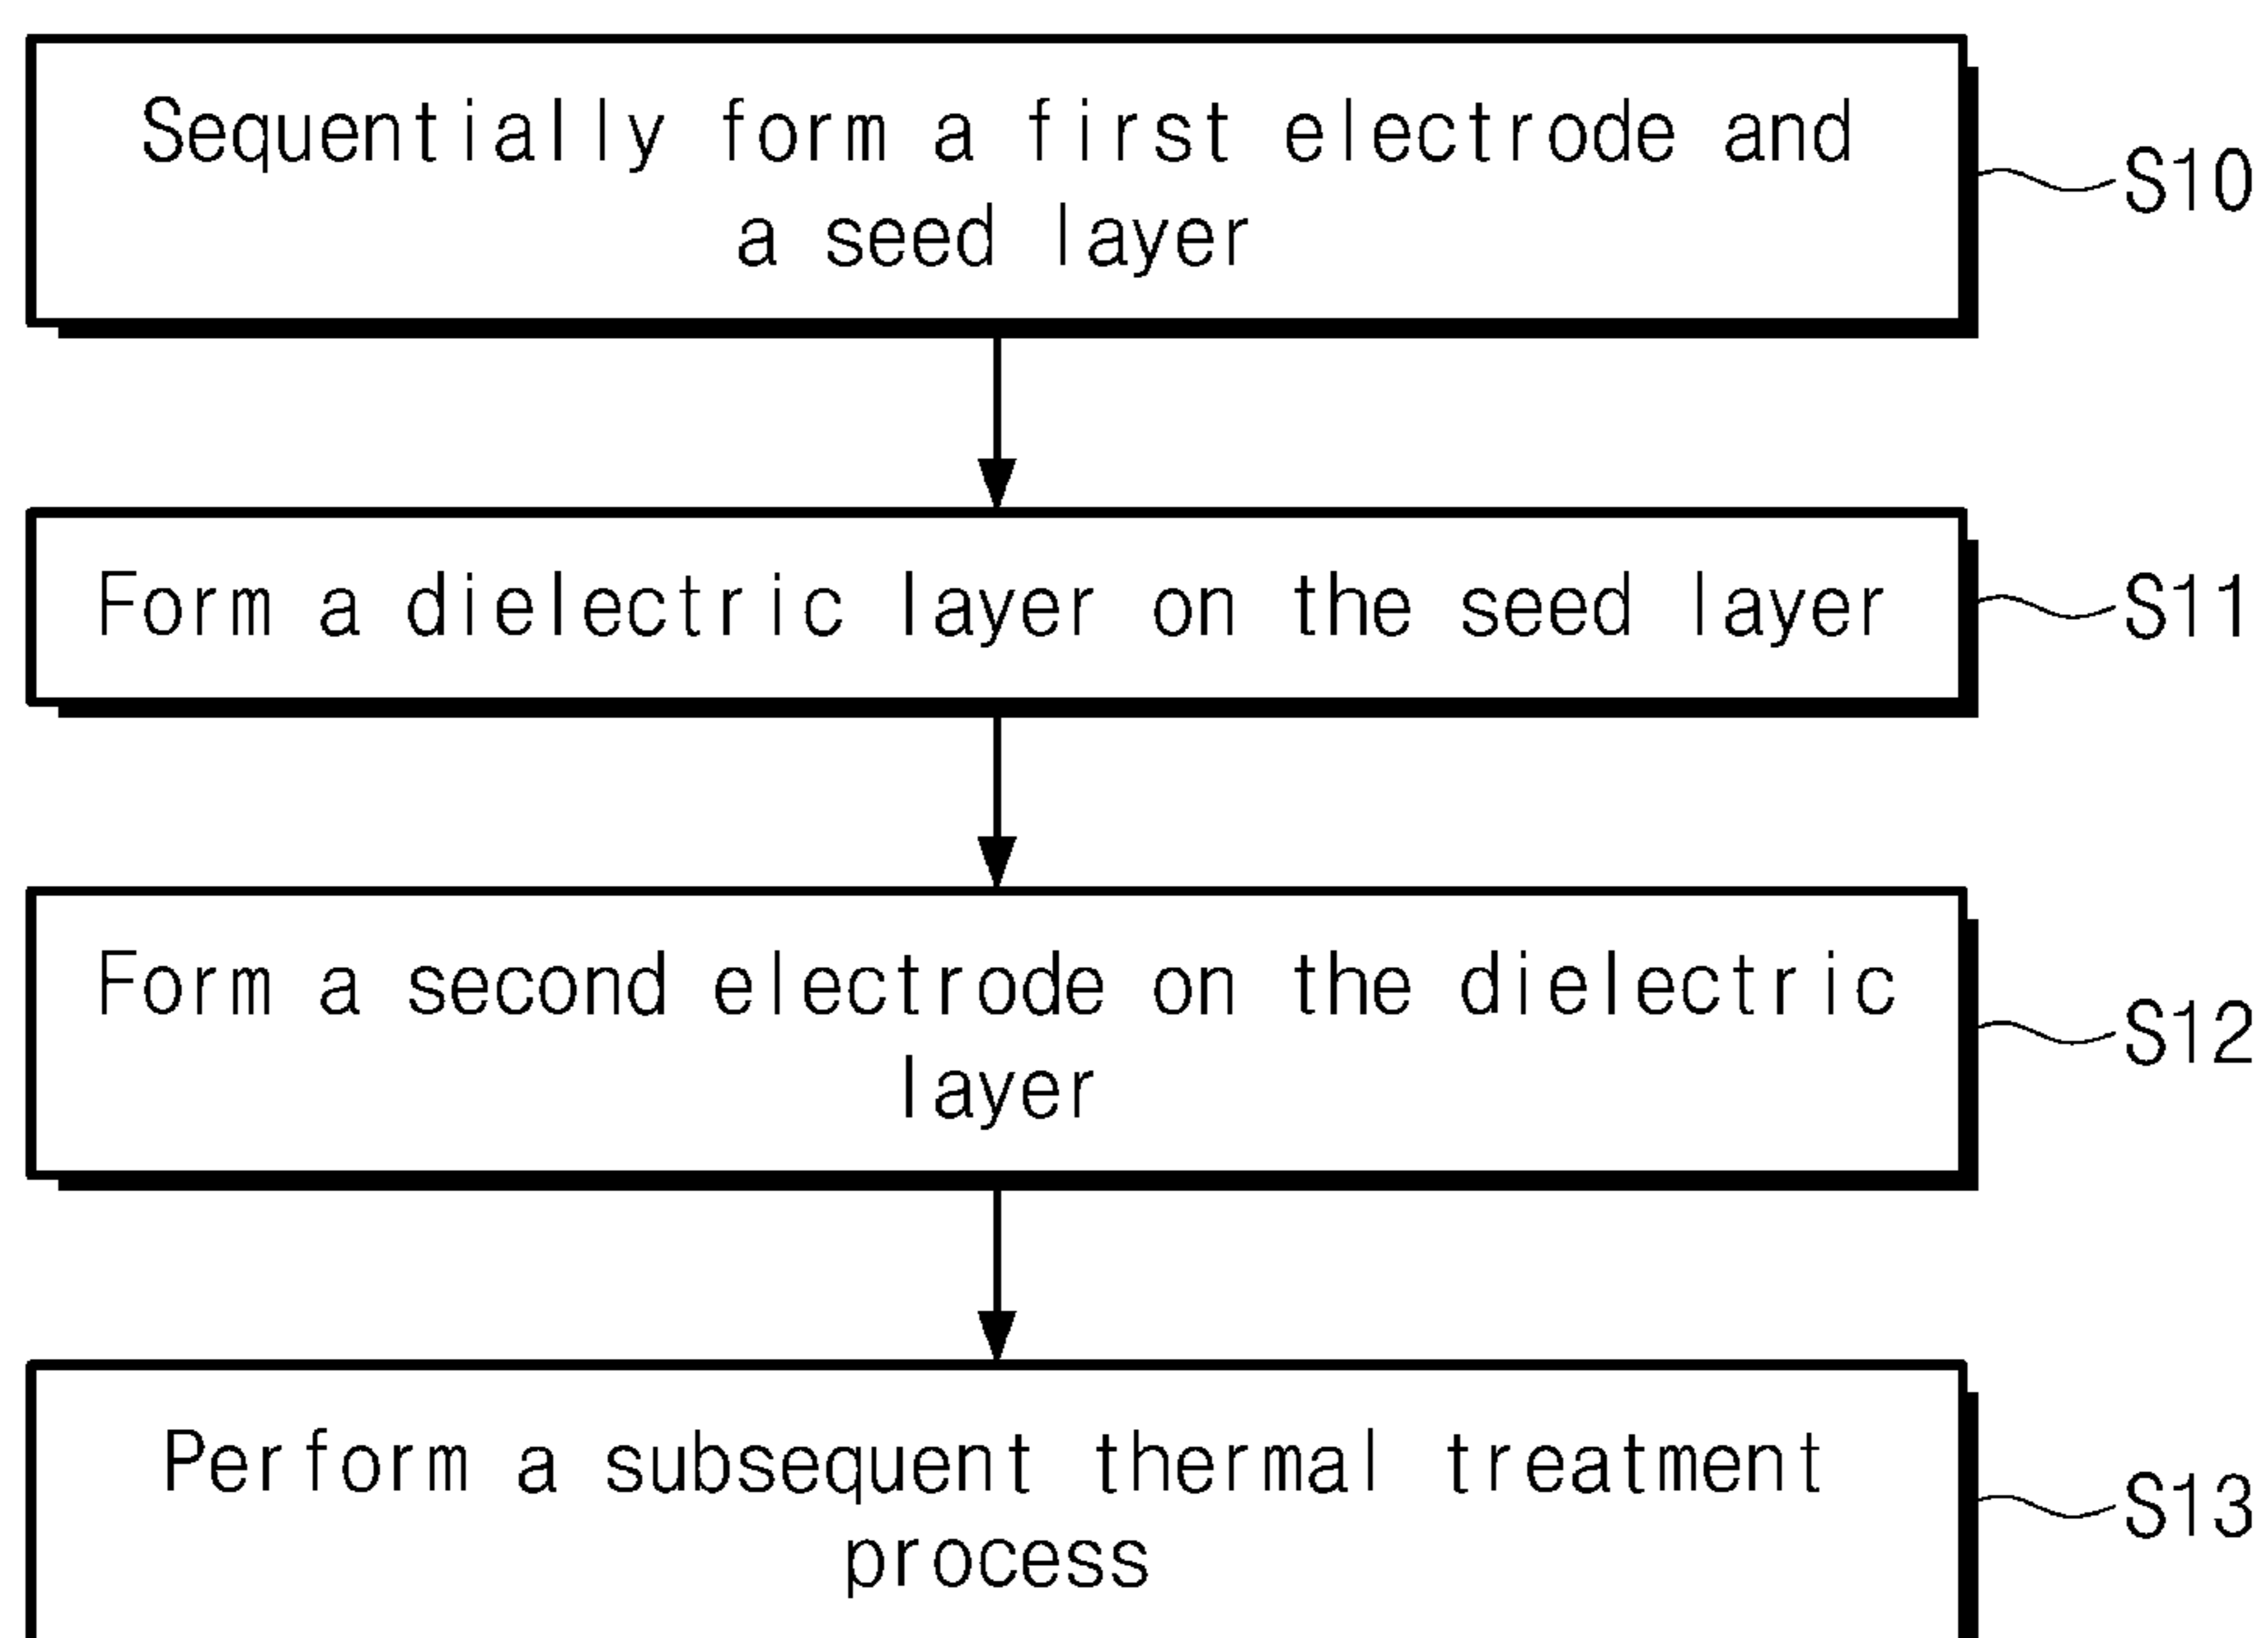 Sequentially form a first electrode and
a seed layer
S10
Form a dielectric layer on the seed layer
S11
Form a second electrode on the dielectric
layer
S12
Perform a subsequent thermal treatment
process
S13